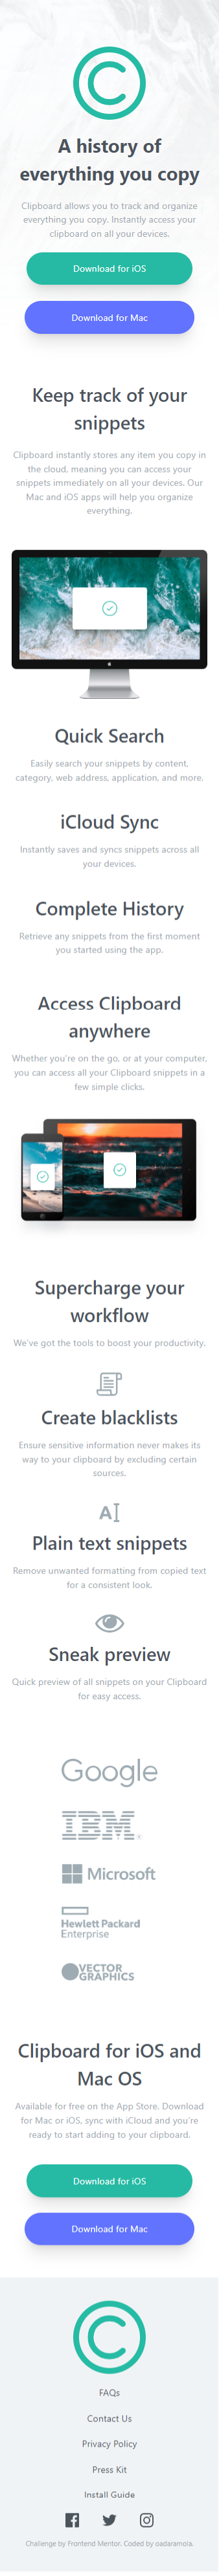 A history of
everything you copy
Clipboard allows you to track and organize
everything you copy. Instantly access your
clipboard on all your devices.
Download for iOS
Download for Mac
Keep track of your
snippets
Clipboard instantly stores any item you copy in
the cloud, meaning you can access your
snippets immediately on all your devices. Our
Mac and iOS apps will help you organize
everything.
Quick Search
Easily search your snippets by content,
category, web address, application, and more.
iCloud Sync
Instantly saves and syncs snippets across all
your devices.
Complete History
Retrieve any snippets from the first moment
you started using the app.
Access Clipboard
anywhere
Whether you're on the go, or at your computer,
you can access all your Clipboard snippets in a
few simple clicks.
Supercharge your
workflow
We've got the tools to boost your productivity.
Create blacklists
Ensure sensitive information never makes its
way to your clipboard by excluding certain
sources.
A
Plain text snippets
Remove unwanted formatting from copied text
for a consistent look.
Sneak preview
Quick preview of all snippets on your Clipboard
for easy access.
Google
IBM®
Microsoft
Hewlett Packard
Enterprise
VECTOR
GRAPHICS
Clipboard for iOS and
Mac OS
Available for free on the App Store. Download
for Mac or iOS, sync with iCloud and you're
ready to start adding to your clipboard.
Download for iOS
Download for Mac
FAQs
Contact Us
Privacy Policy
Press Kit
Install Guide
Challenge by Frontend Mentor. Coded by oadaramola.